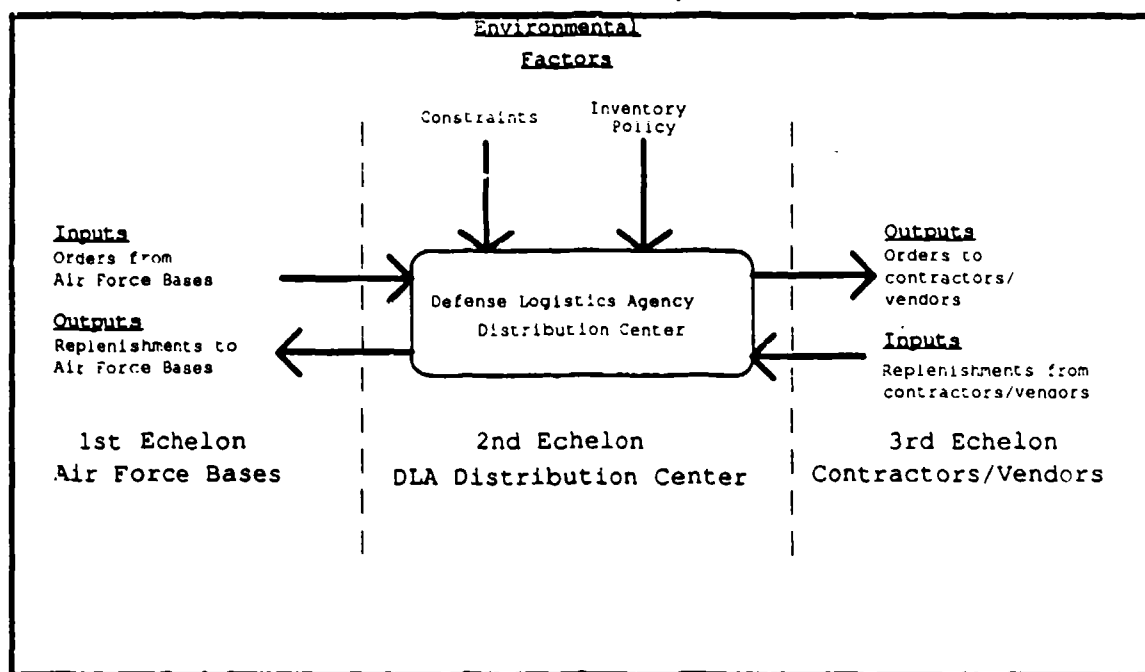 Environmental
Factors
Constraints
Inventory
Policy
Inputs
Orders from
Air Force Bases
Outputs
Replenishments to
Air Force Bases
Defense Logistics Agency
Distribution Center
Outputs
Orders to
contractors/
vendors
Inputs
Replenishments from
contractors/vendors
1st Echelon
Air Force Bases
2nd Echelon
DLA Distribution Center
3rd Echelon
Contractors/Vendors